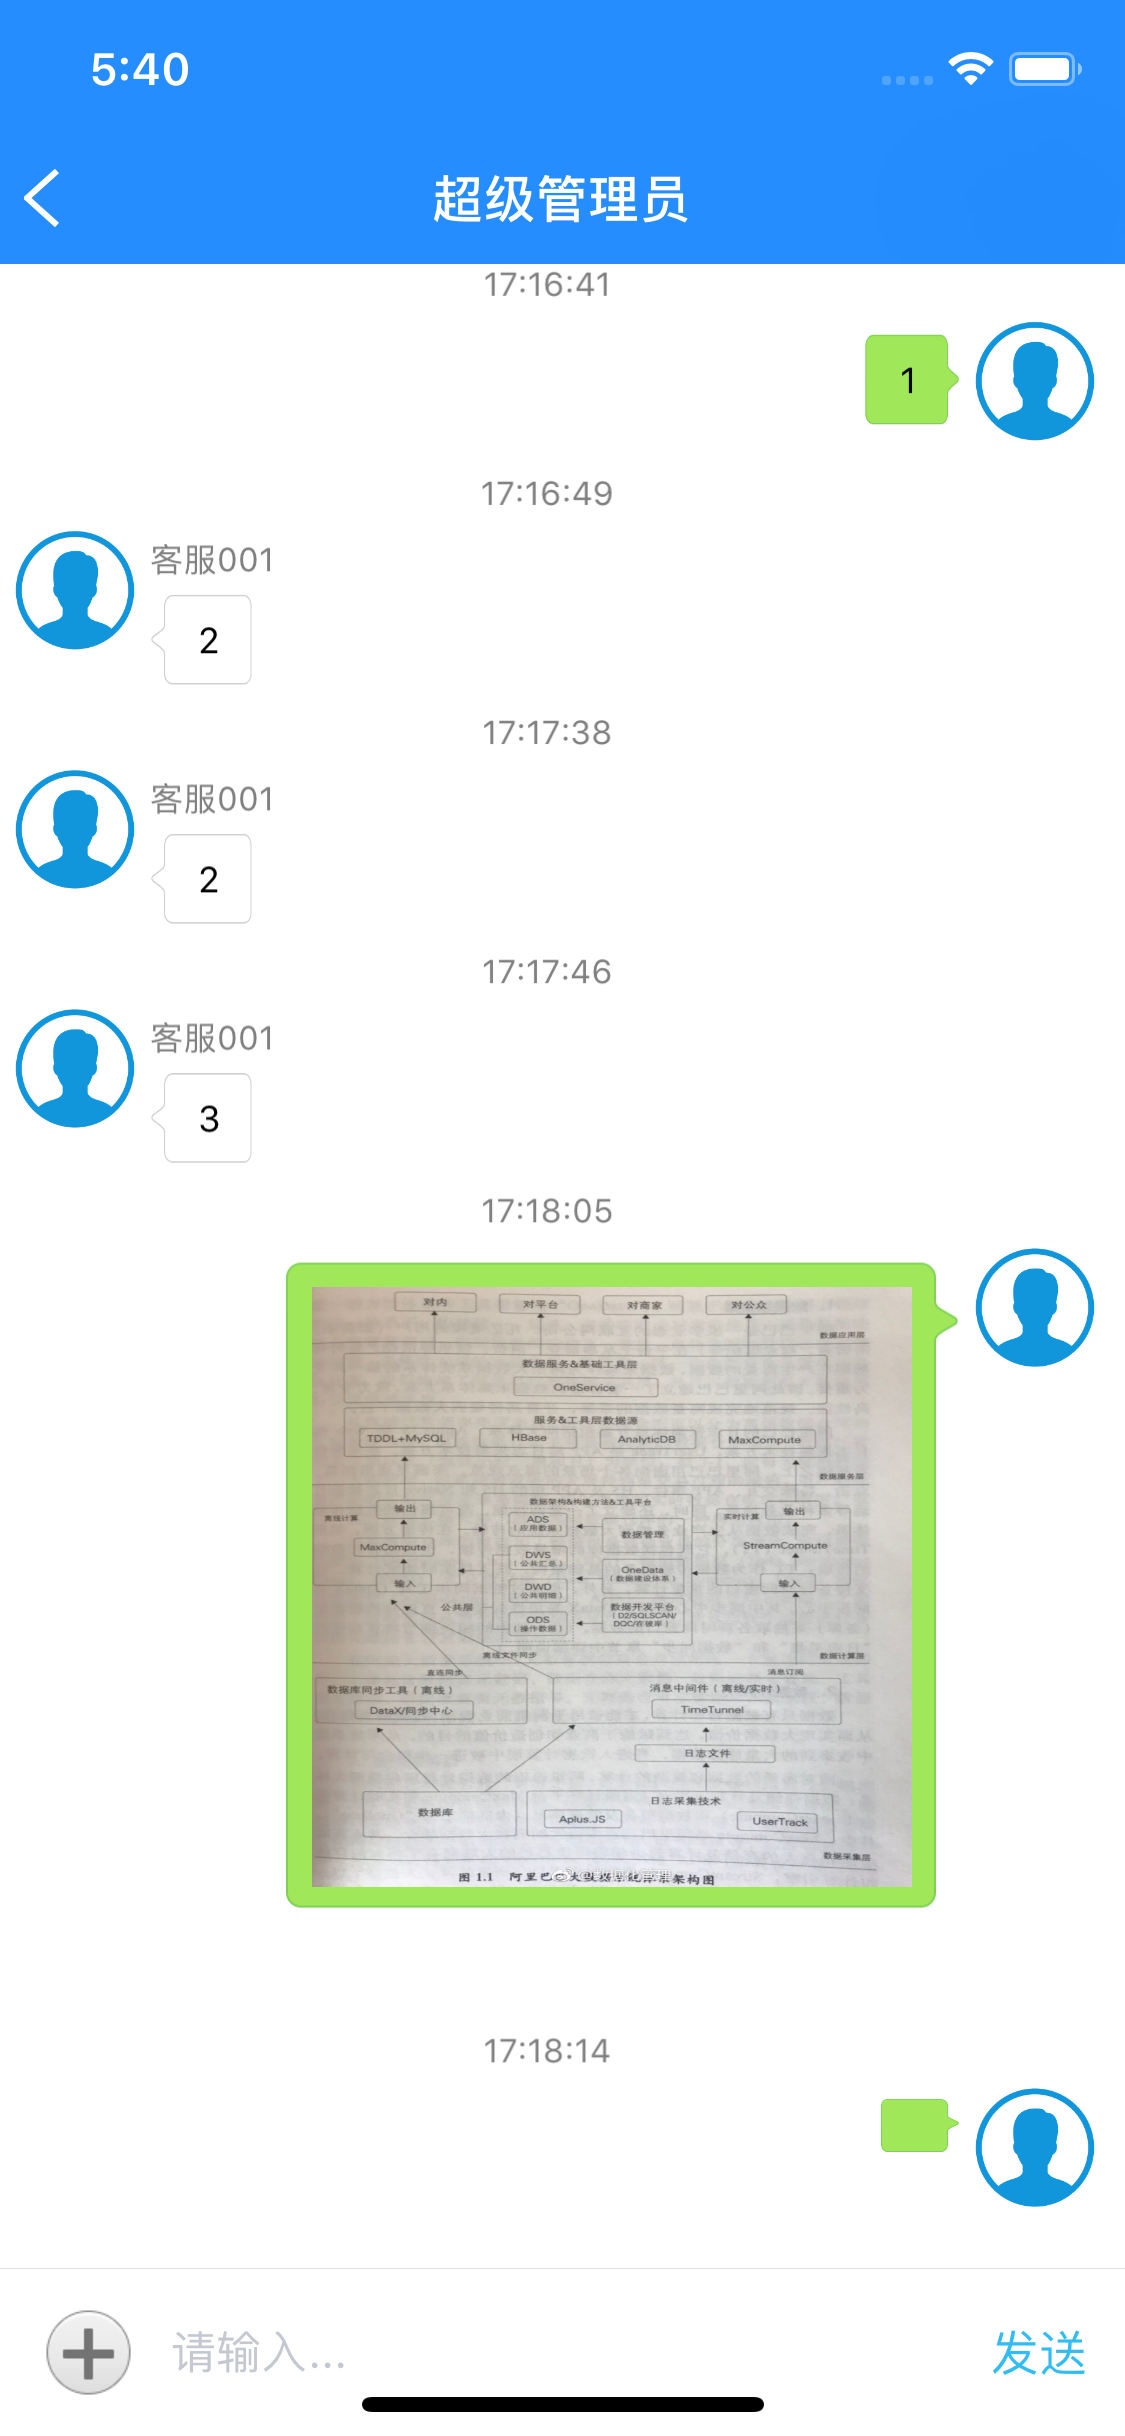 5:40
超级管理员
17:16:41
1
17:16:49
客服001
2
17:17:38
客服001
2
17:17:46
客服001
3
17:18:05
对内
对平台
对商家
对公众
数据应用层
数据服务&基础工具层
OneService
服务&工具层数据源
TDDL+MySQL
HBase
AnalyticDB
MaxCompute
数据服务层
数据架构&构建方法&工具平台
离线计算
输出
MaxCompute
输入
ADS
(应用数据)
DWS
(公共汇总)
DWD
(公共明细)
ODS
(操作数据)
公共层
数据管理
OneData
(数据建设体系)
数据开发平台
(D2/SQLSCAN/
DQC/在彼岸)
实时计算
输出
StreamCompute
输入
离线文件同步
数据计算层
直连同步
消息订阅
数据库同步工具(离线)
DataX/同步中心
消息中间件(离线/实时)
TimeTunnel
日志文件
数据库
日志采集技术
Aplus.JS
UserTrack
数据采集层
图 1.1 阿里巴巴大数据系统体系架构图
17:18:14
请输入...
发送